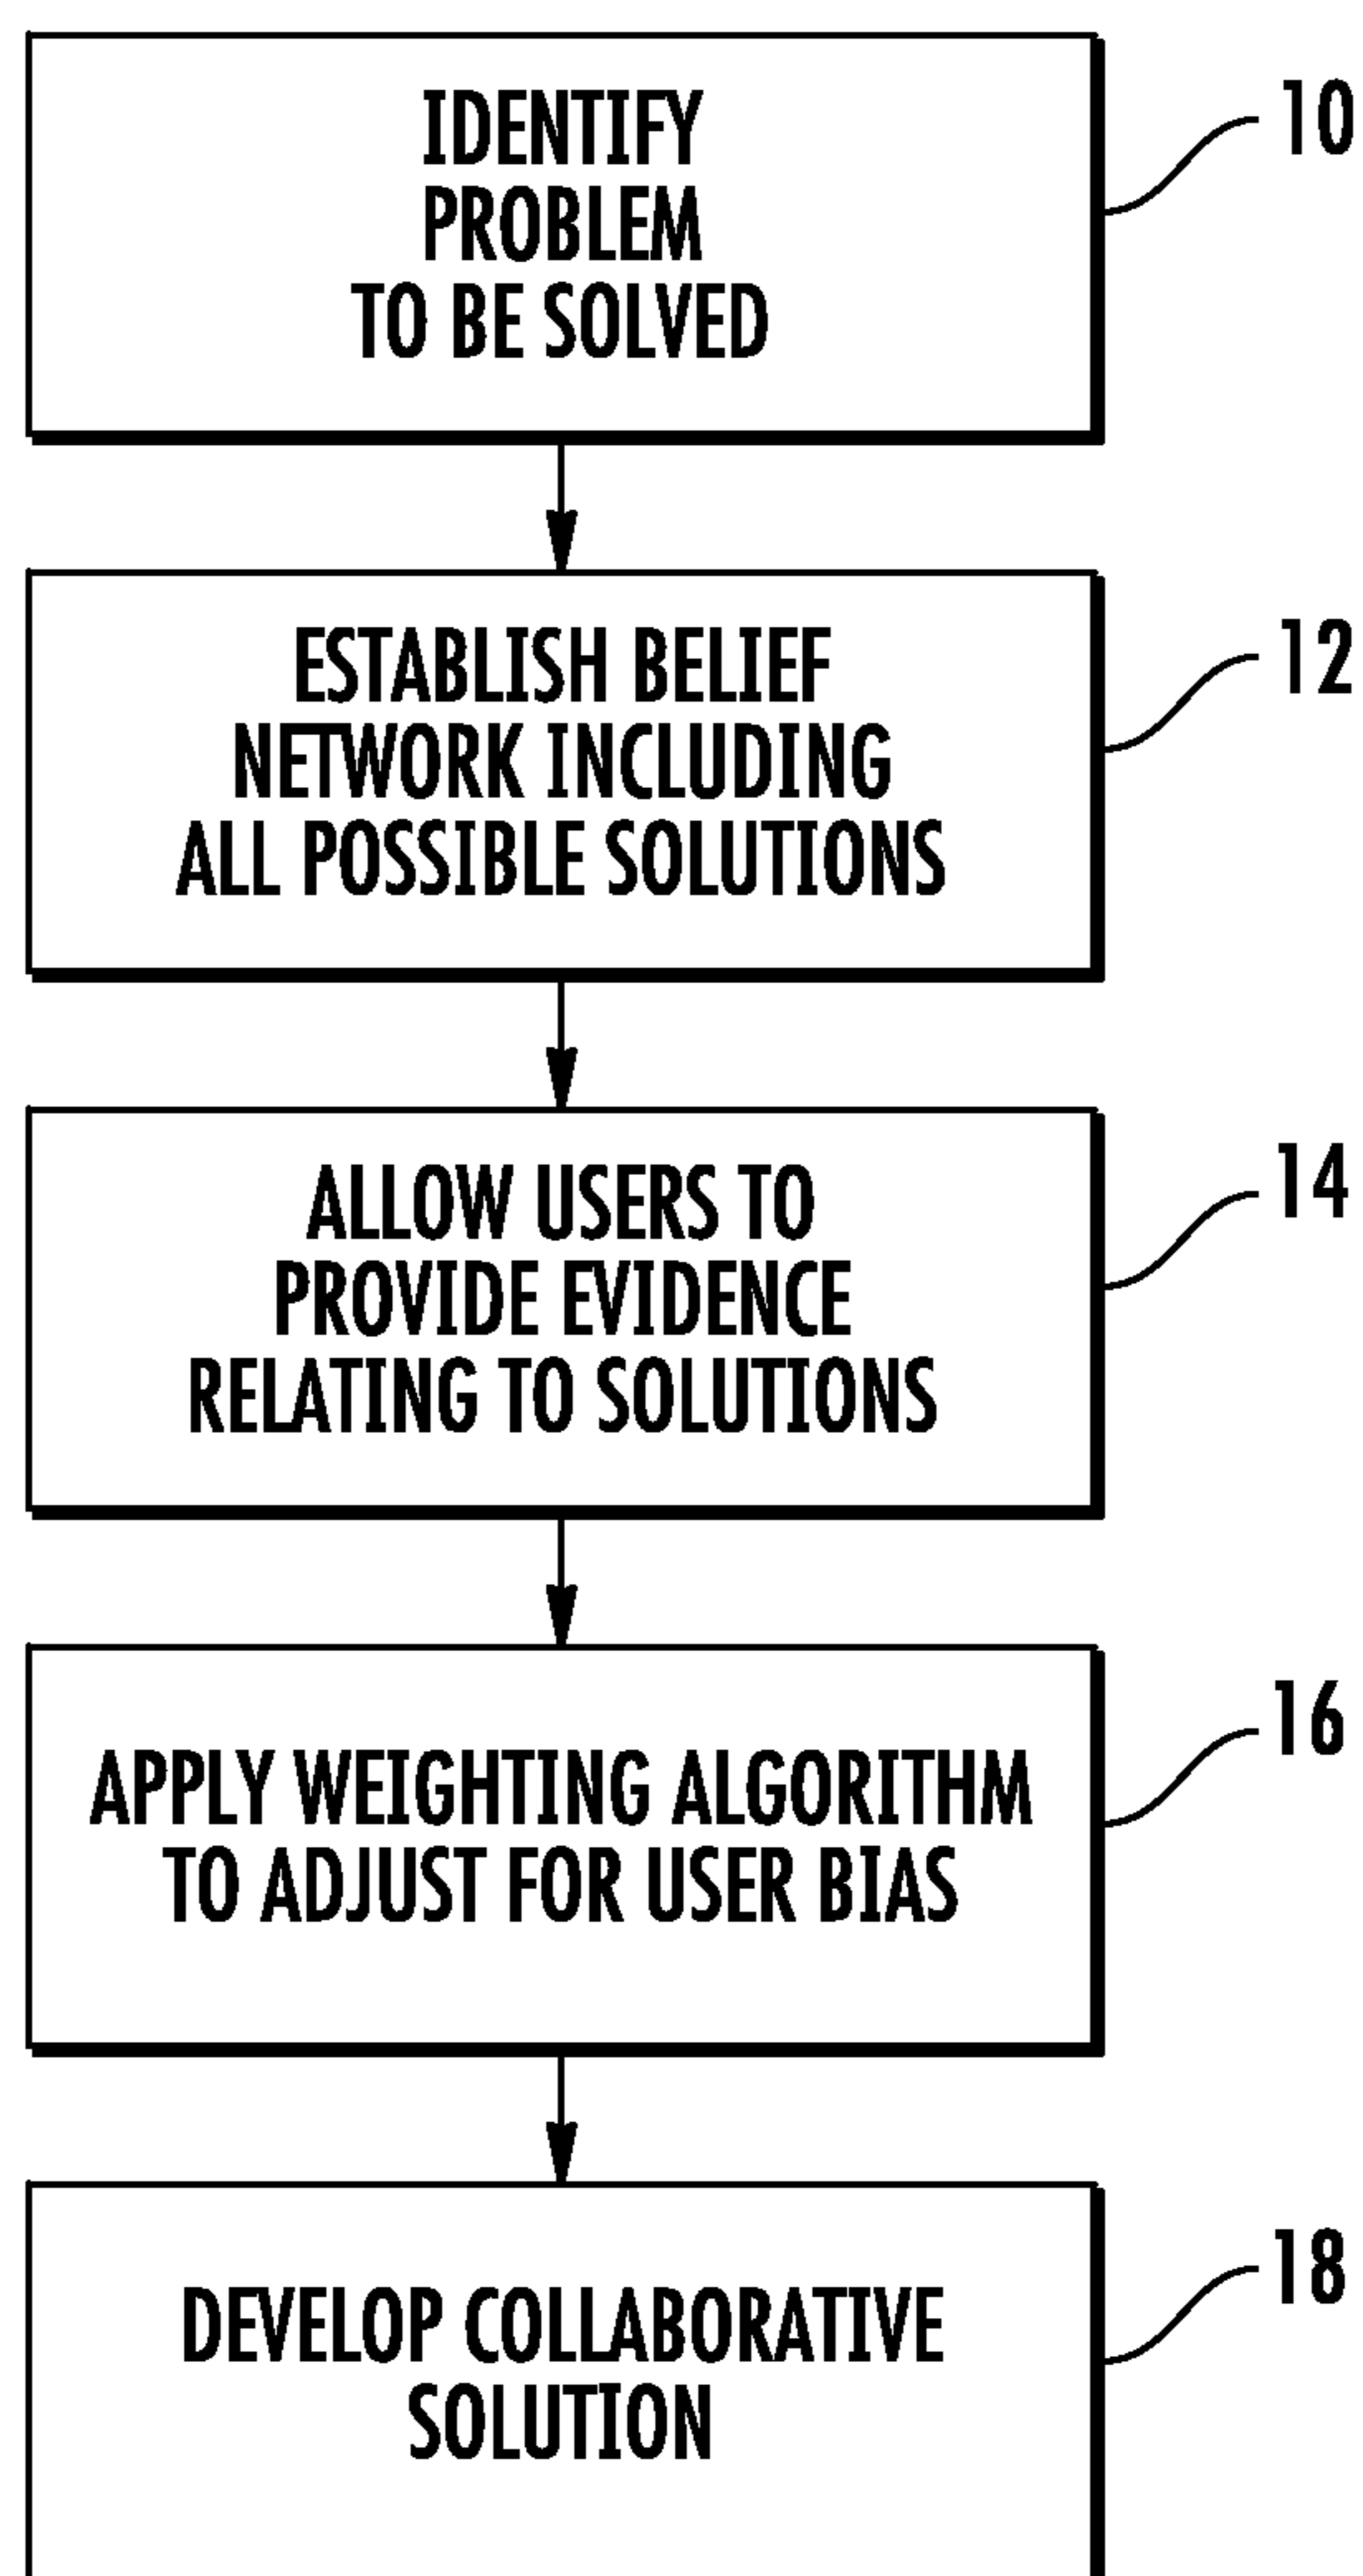 IDENTIFY
PROBLEM
TO BE SOLVED
10
ESTABLISH BELIEF
NETWORK INCLUDING
ALL POSSIBLE SOLUTIONS
12
ALLOW USERS TO
PROVIDE EVIDENCE
RELATING TO SOLUTIONS
14
APPLY WEIGHTING ALGORITHM
TO ADJUST FOR USER BIAS
16
DEVELOP COLLABORATIVE
SOLUTION
18